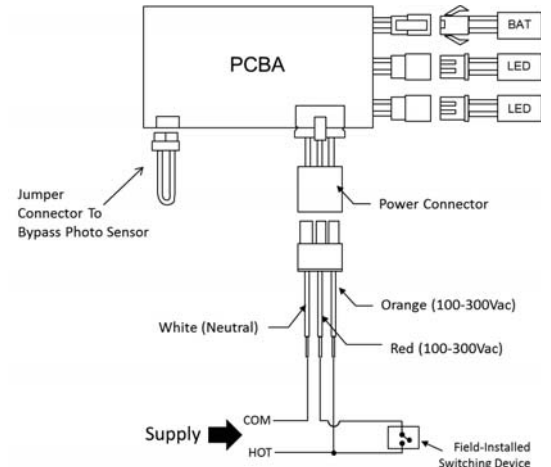 PCBA
BAT
LED
LED
Jumper
Connector To
Bypass Photo Sensor
Power Connector
Orange (100-300Vac)
White (Neutral)
Red (100-300Vac)
COM
Supply
HOT
Field-Installed
Switching Device